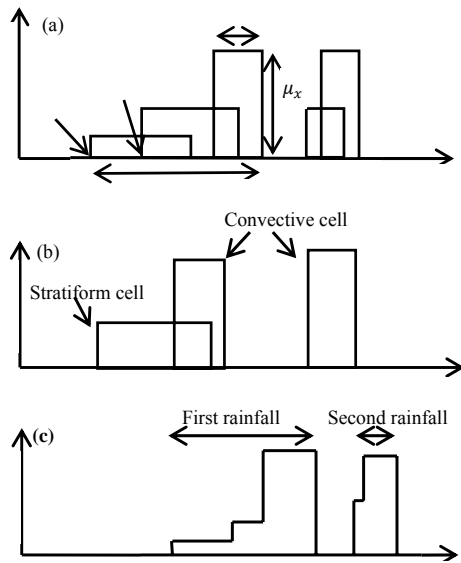 (a)
μₓ
(b)
Convective cell
Stratiform cell
(c)
First rainfall
Second rainfall